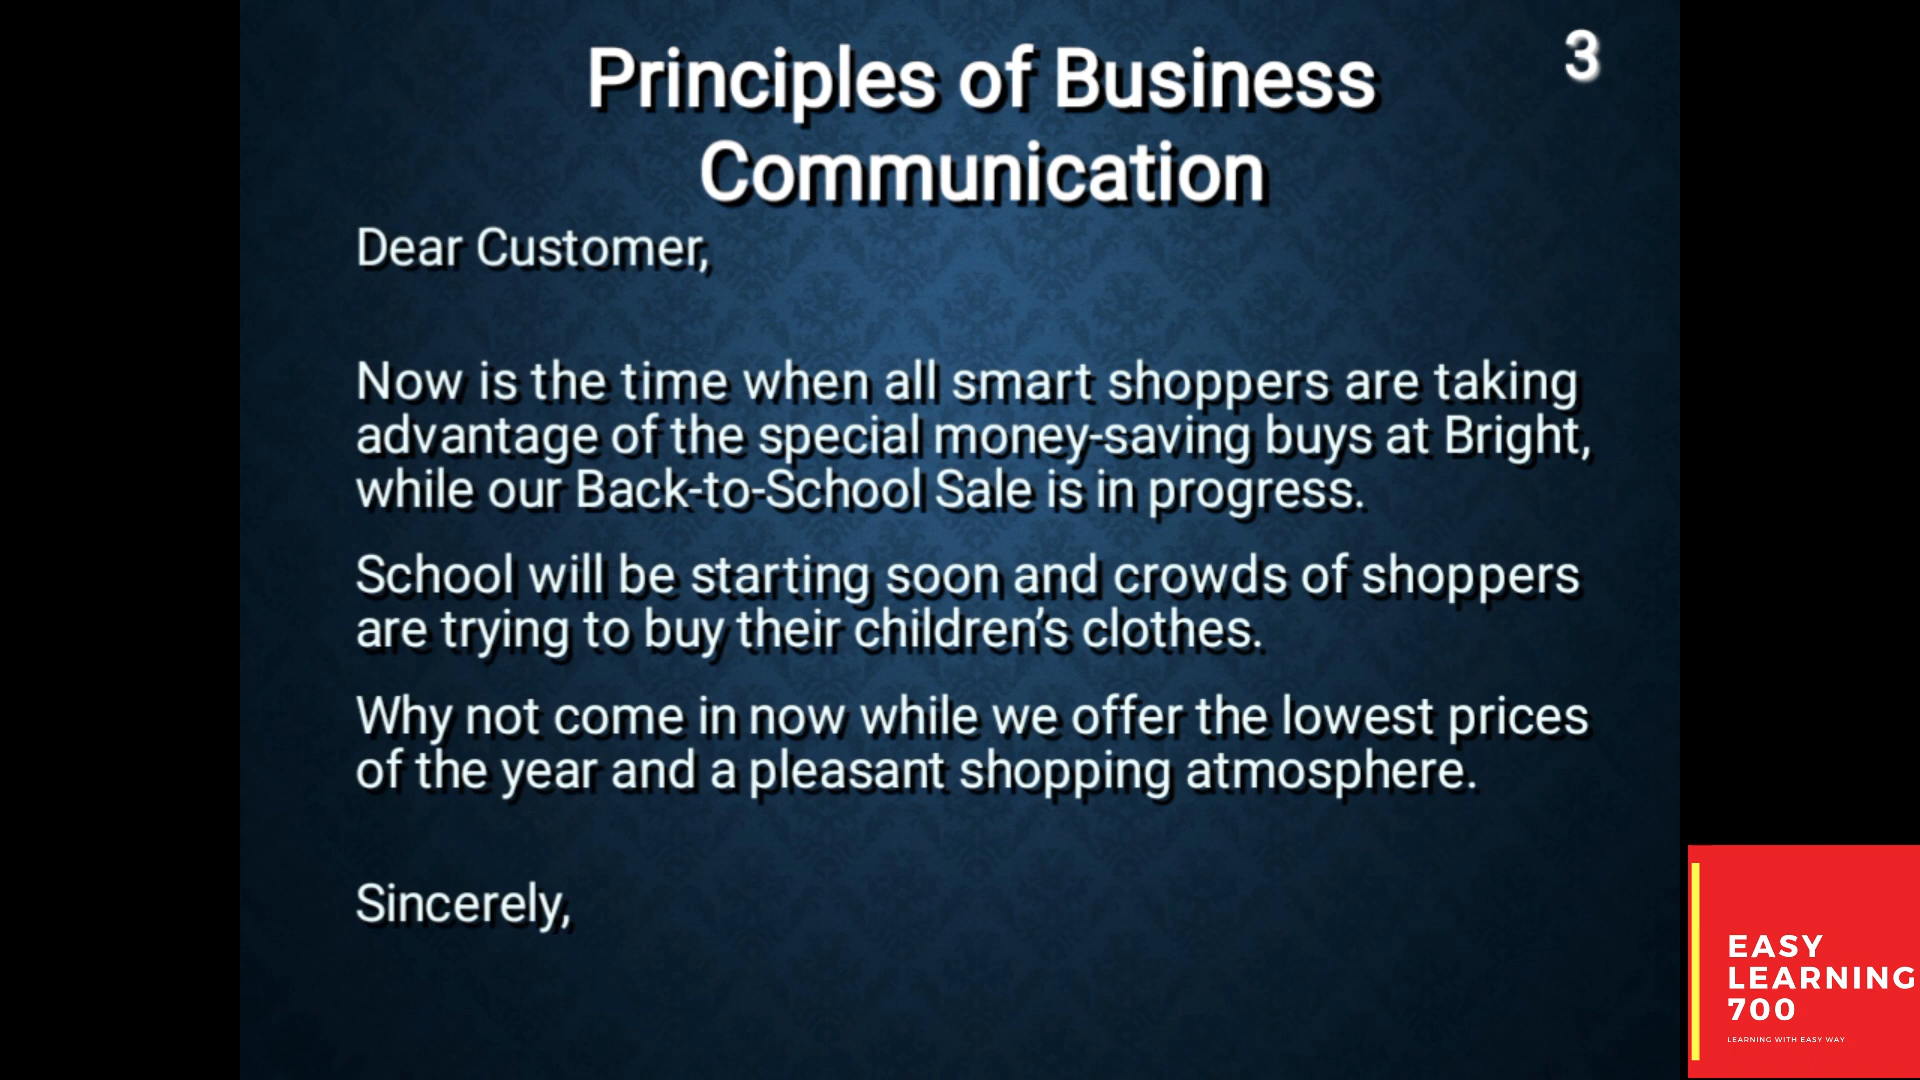 Principles of Business
3
Communication
Dear Customer,
Now is the time when all smart shoppers are taking
advantage of the special money-saving buys at Bright,
while our Back-to-School Sale is in progress.
School will be starting soon and crowds of shoppers
are trying to buy their children’s clothes.
Why not come in now while we offer the lowest prices
of the year and a pleasant shopping atmosphere.
Sincerely,
EASY
LEARNING
700
LEARNING WITH EASY WAY